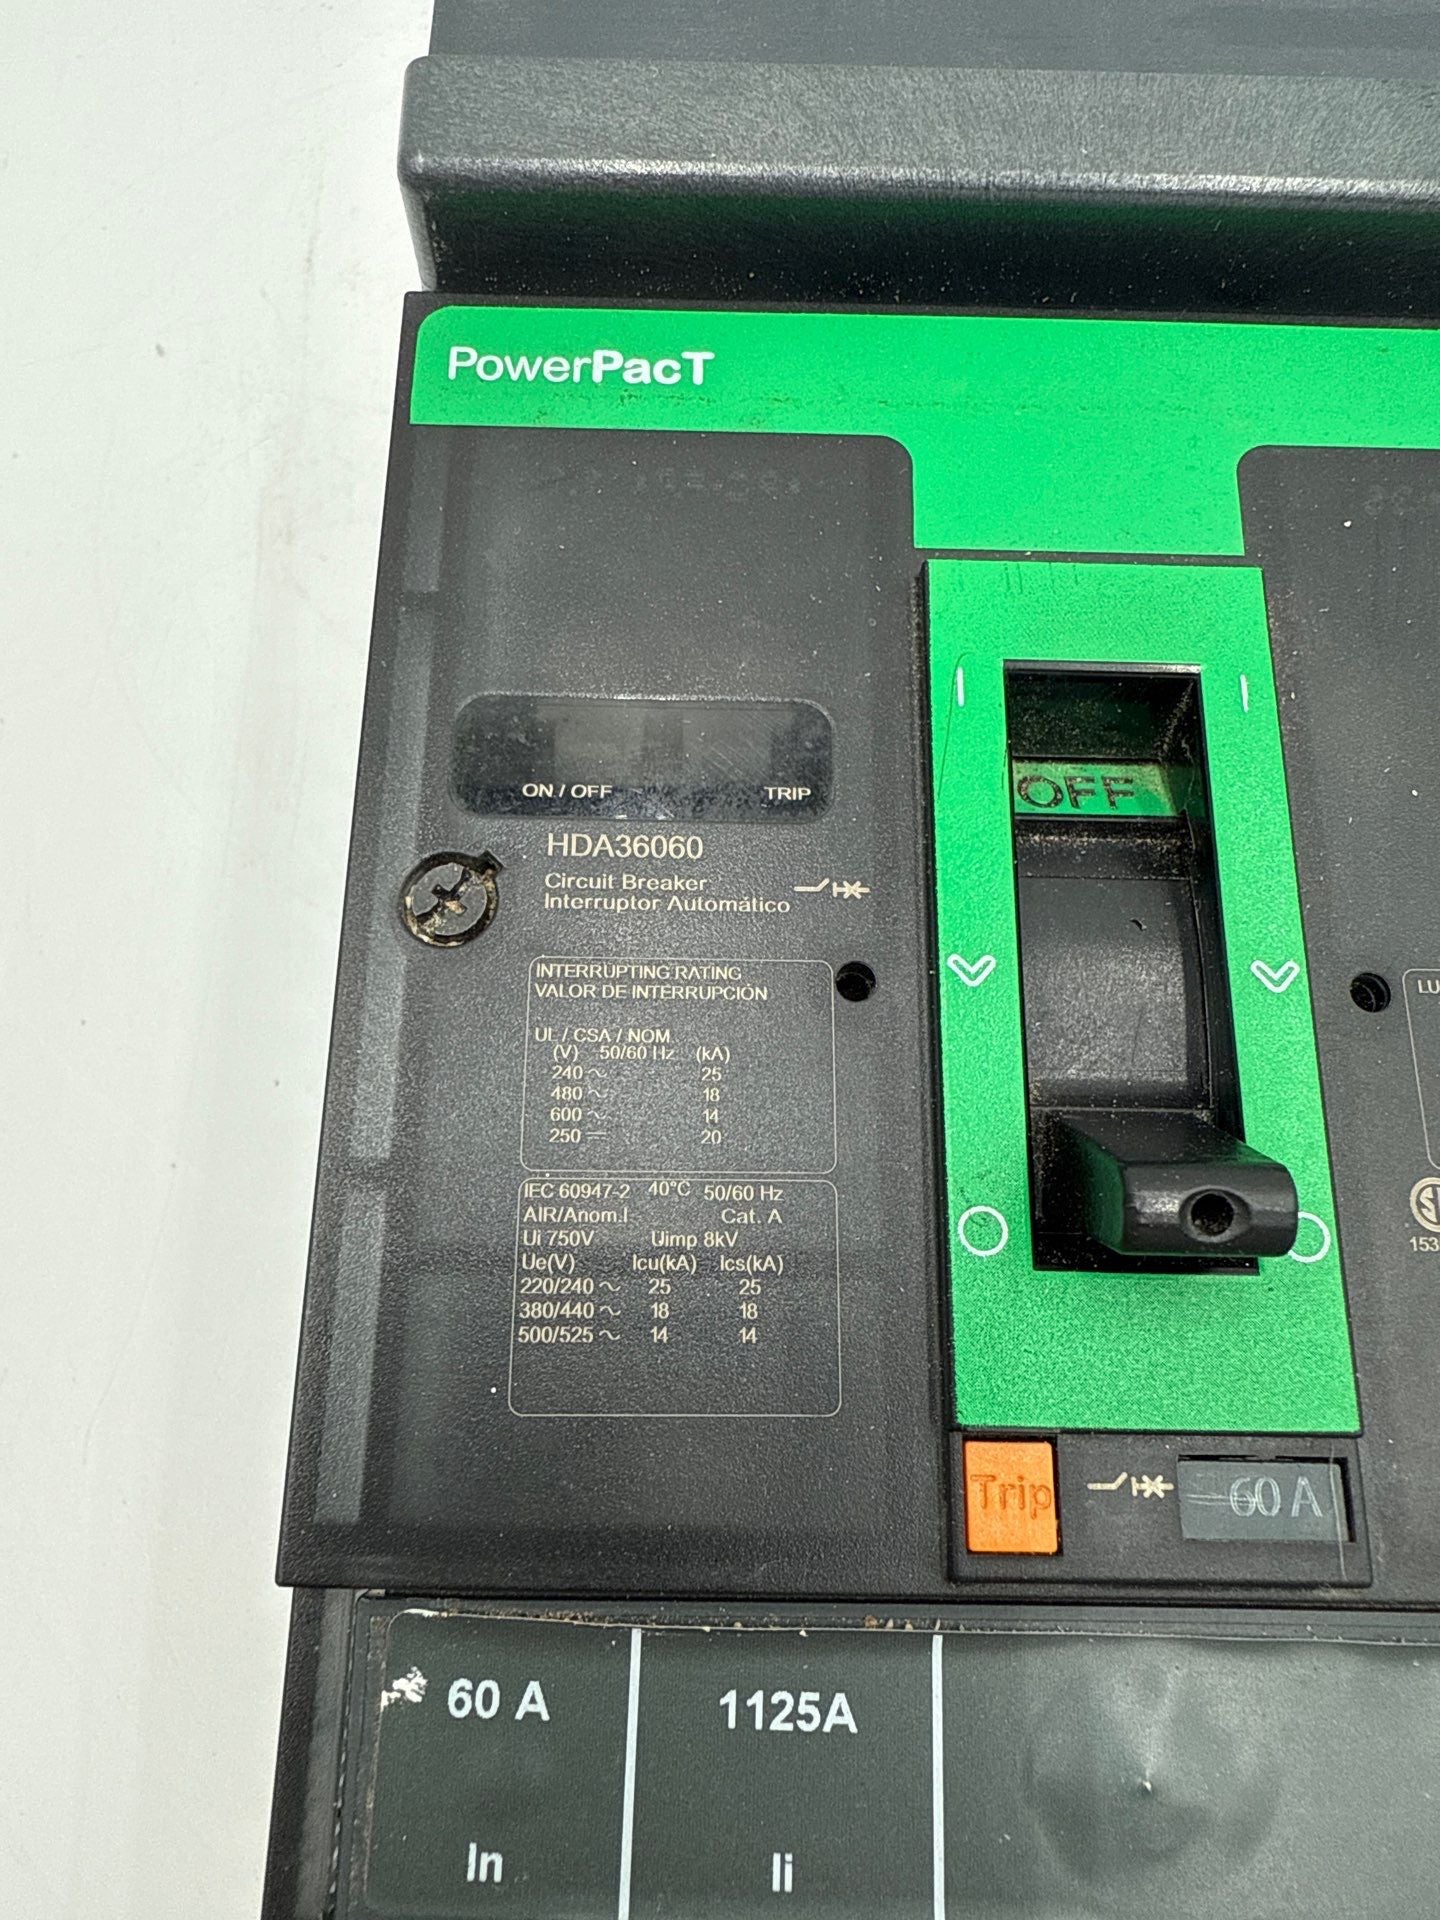 PowerPacT
I I
OFF
ON / OFF TRIP
HDA36060
Circuit Breaker
Interruptor Automático
INTERRUPTING RATING
VALOR DE INTERRUPCIÓN
UL / CSA / NOM
(V) 50/60 Hz (kA)
240 ~ 25
480 ~ 18
600 ~ 14
250 ⎓ 20
LU
IEC 60947-2 40°C 50/60 Hz
AIR/Anom.I Cat. A
Ui 750V Uimp 8kV
Ue(V) Icu(kA) Ics(kA)
220/240 ~ 25 25
380/440 ~ 18 18
500/525 ~ 14 14
153
Trip
60 A
60 A 1125A
In Ii